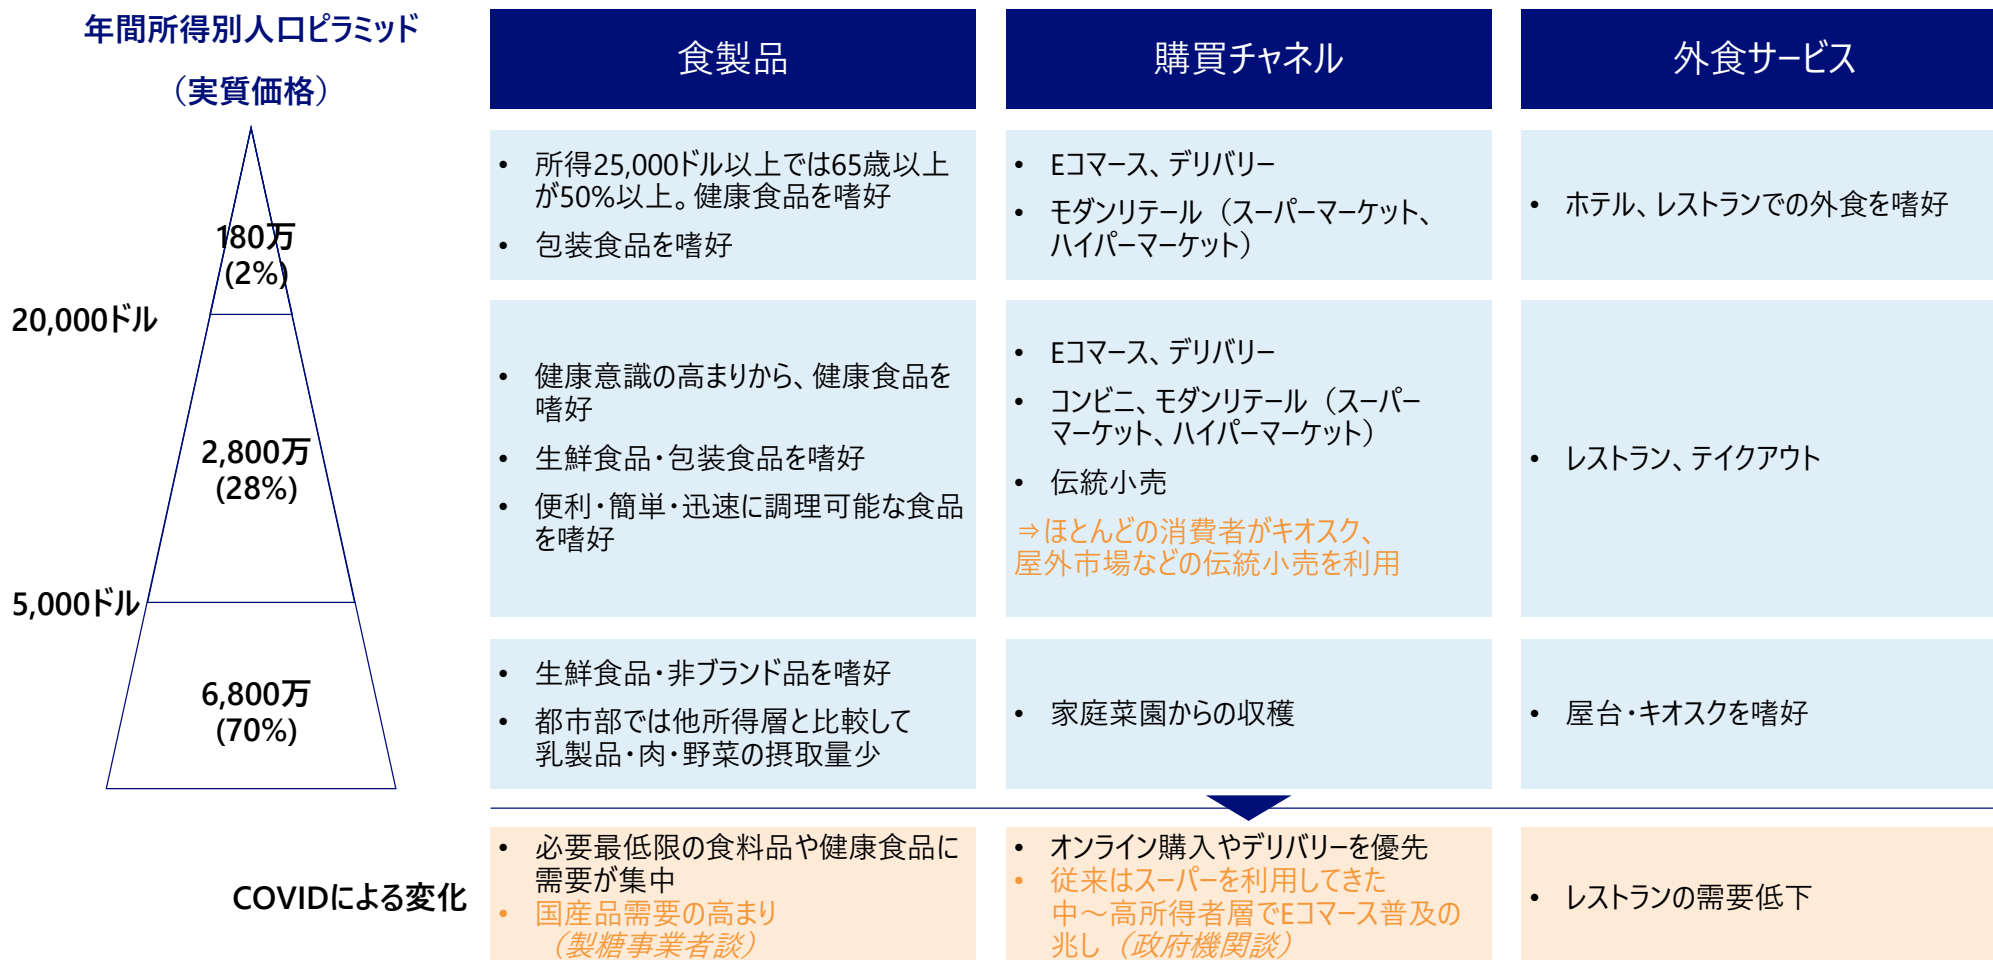 年間所得別人口ピラミッド
（実質価格）
食製品
購買チャネル
外食サービス
180万
(2%)
20,000ドル
• 所得25,000ドル以上では65歳以上
が50%以上。健康食品を嗜好
• 包装食品を嗜好
• Eコマース、デリバリー
• モダンリテール（スーパーマーケット、
ハイパーマーケット）
• ホテル、レストランでの外食を嗜好
2,800万
(28%)
5,000ドル
• 健康意識の高まりから、健康食品を
嗜好
• 生鮮食品・包装食品を嗜好
• 便利・簡単・迅速に調理可能な食品
を嗜好
• Eコマース、デリバリー
• コンビニ、モダンリテール（スーパー
マーケット、ハイパーマーケット）
• 伝統小売
⇒ほとんどの消費者がキオスク、
屋外市場などの伝統小売を利用
• レストラン、テイクアウト
6,800万
(70%)
• 生鮮食品・非ブランド品を嗜好
• 都市部では他所得層と比較して
乳製品・肉・野菜の摂取量少
• 家庭菜園からの収穫
• 屋台・キオスクを嗜好
COVIDによる変化
• 必要最低限の食料品や健康食品に
需要が集中
• 国産品需要の高まり
（製糖事業者談）
• オンライン購入やデリバリーを優先
• 従来はスーパーを利用してきた
中～高所得者層でEコマース普及の
兆し（政府機関談）
• レストランの需要低下